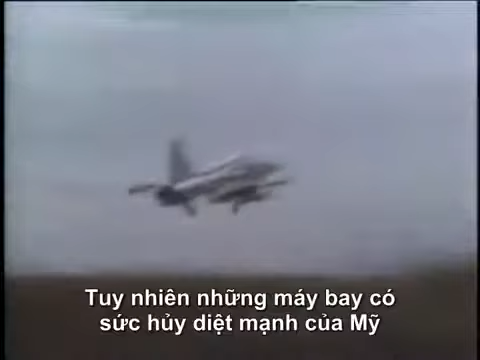 Tuy nhiên những máy bay có
sức hủy diệt mạnh của Mỹ